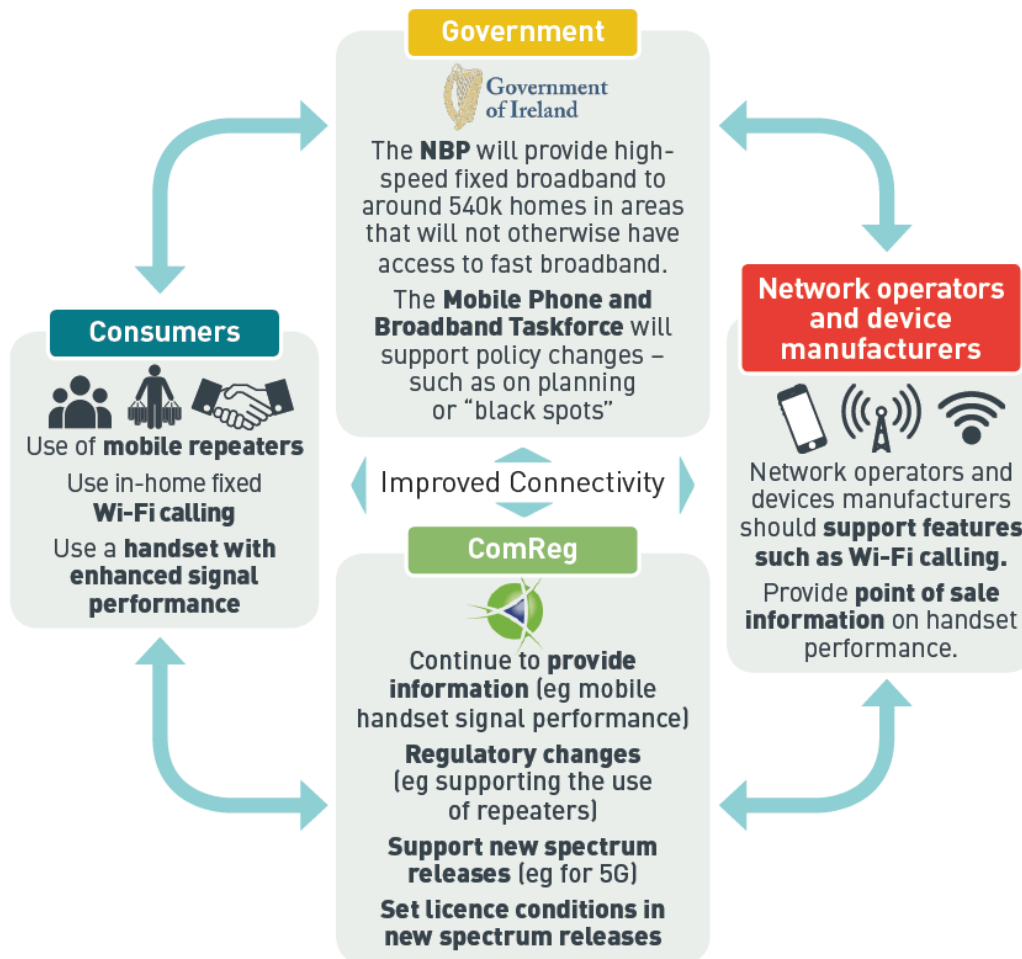 Government
Government
of Ireland
The NBP will provide high-
speed fixed broadband to
around 540k homes in areas
that will not otherwise have
access to fast broadband.
The Mobile Phone and
Broadband Taskforce will
support policy changes –
such as on planning
or “black spots”
Consumers
Use of mobile repeaters
Use in-home fixed
Wi-Fi calling
Use a handset with
enhanced signal
performance
Improved Connectivity
Network operators
and device
manufacturers
Network operators and
devices manufacturers
should support features
such as Wi-Fi calling.
Provide point of sale
information on handset
performance.
ComReg
Continue to provide
information (eg mobile
handset signal performance)
Regulatory changes
(eg supporting the use
of repeaters)
Support new spectrum
releases (eg for 5G)
Set licence conditions in
new spectrum releases